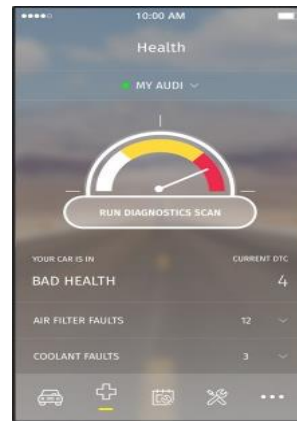 10:00 AM
Health
MY AUDI
RUN DIAGNOSTICS SCAN
YOUR CAR IS IN
CURRENT DTC
BAD HEALTH
4
AIR FILTER FAULTS
12
COOLANT FAULTS
3